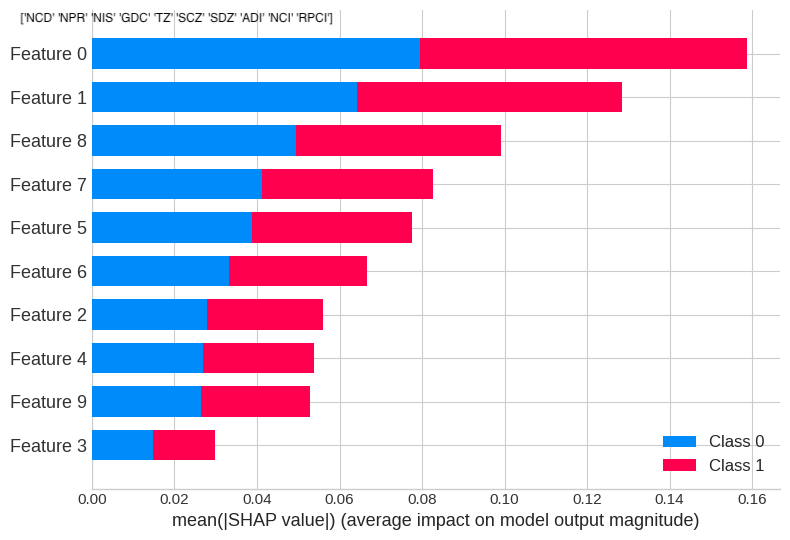 ['NCD' 'NPR' 'NIS' 'GDC' 'TZ' 'SCZ' 'SDZ' 'ADI' 'NCI' 'RPCI']
Feature 0
Feature 1
Feature 8
Feature 7
Feature 5
Feature 6
Feature 2
Feature 4
Feature 9
Feature 3
Class 0
Class 1
0.00 0.02 0.04 0.06 0.08 0.10 0.12 0.14 0.16
mean(|SHAP value|) (average impact on model output magnitude)